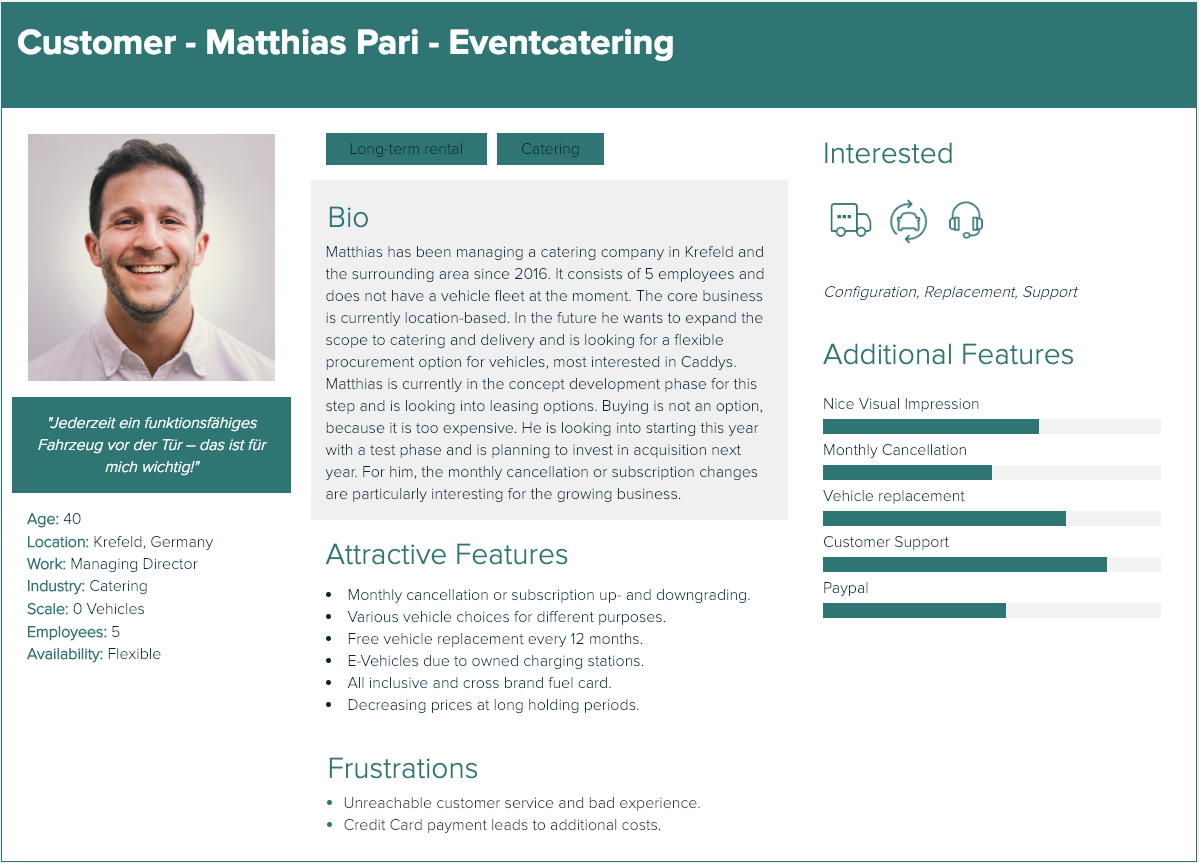 Customer - Matthias Pari - Eventcatering
"Jederzeit ein funktionsfähiges
Fahrzeug vor der Tür – das ist für
mich wichtig!"
Age: 40
Location: Krefeld, Germany
Work: Managing Director
Industry: Catering
Scale: 0 Vehicles
Employees: 5
Availability: Flexible
Long-term rental
Catering
Bio
Matthias has been managing a catering company in Krefeld and
the surrounding area since 2016. It consists of 5 employees and
does not have a vehicle fleet at the moment. The core business
is currently location-based. In the future he wants to expand the
scope to catering and delivery and is looking for a flexible
procurement option for vehicles, most interested in Caddys.
Matthias is currently in the concept development phase for this
step and is looking into leasing options. Buying is not an option,
because it is too expensive. He is looking into starting this year
with a test phase and is planning to invest in acquisition next
year. For him, the monthly cancellation or subscription changes
are particularly interesting for the growing business.
Attractive Features
• Monthly cancellation or subscription up- and downgrading.
• Various vehicle choices for different purposes.
• Free vehicle replacement every 12 months.
• E-Vehicles due to owned charging stations.
• All inclusive and cross brand fuel card.
• Decreasing prices at long holding periods.
Frustrations
• Unreachable customer service and bad experience.
• Credit Card payment leads to additional costs.
Interested
Configuration, Replacement, Support
Additional Features
Nice Visual Impression
Monthly Cancellation
Vehicle replacement
Customer Support
Paypal